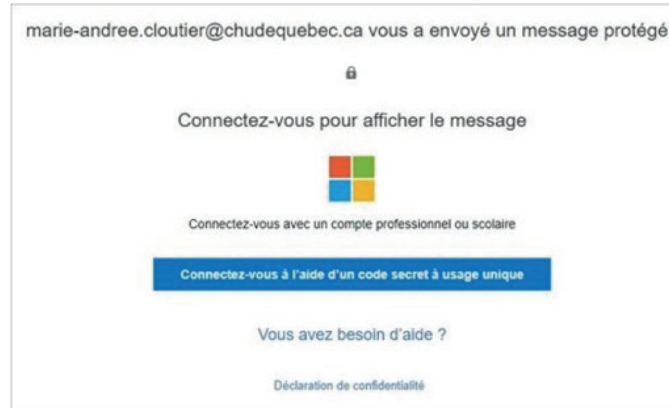 marie-andree.cloutier@chudequebec.ca vous a envoyé un message protégé
Connectez-vous pour afficher le message
Connectez-vous avec un compte professionnel ou scolaire
Connectez-vous à l'aide d'un code secret à usage unique
Vous avez besoin d'aide ?
Déclaration de confidentialité